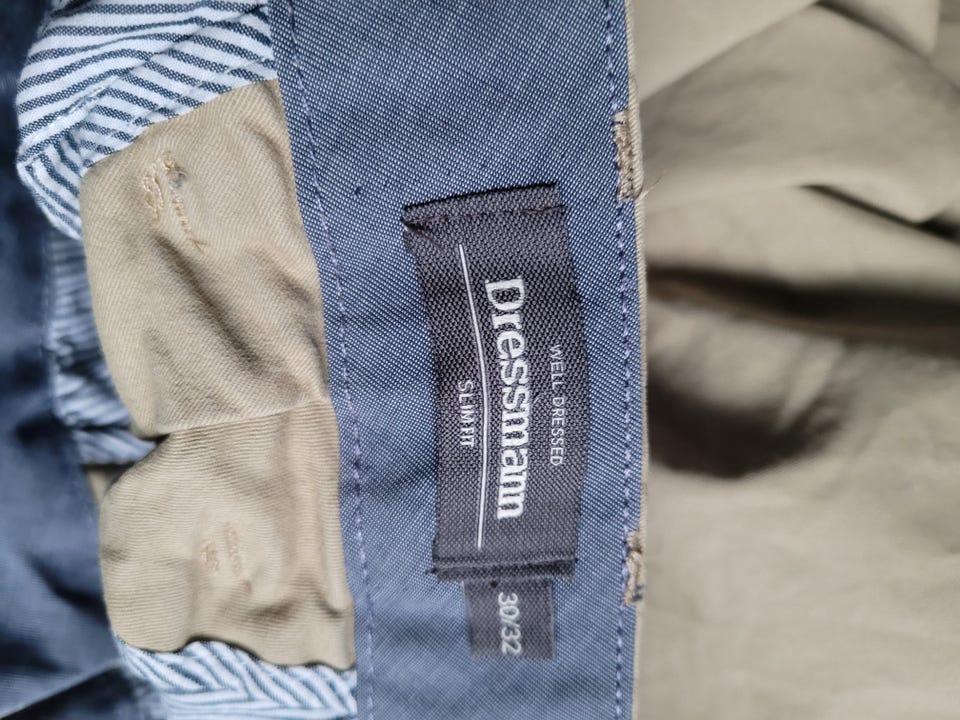 WELL DRESSED
Dressmann
SLIM FIT
30/32